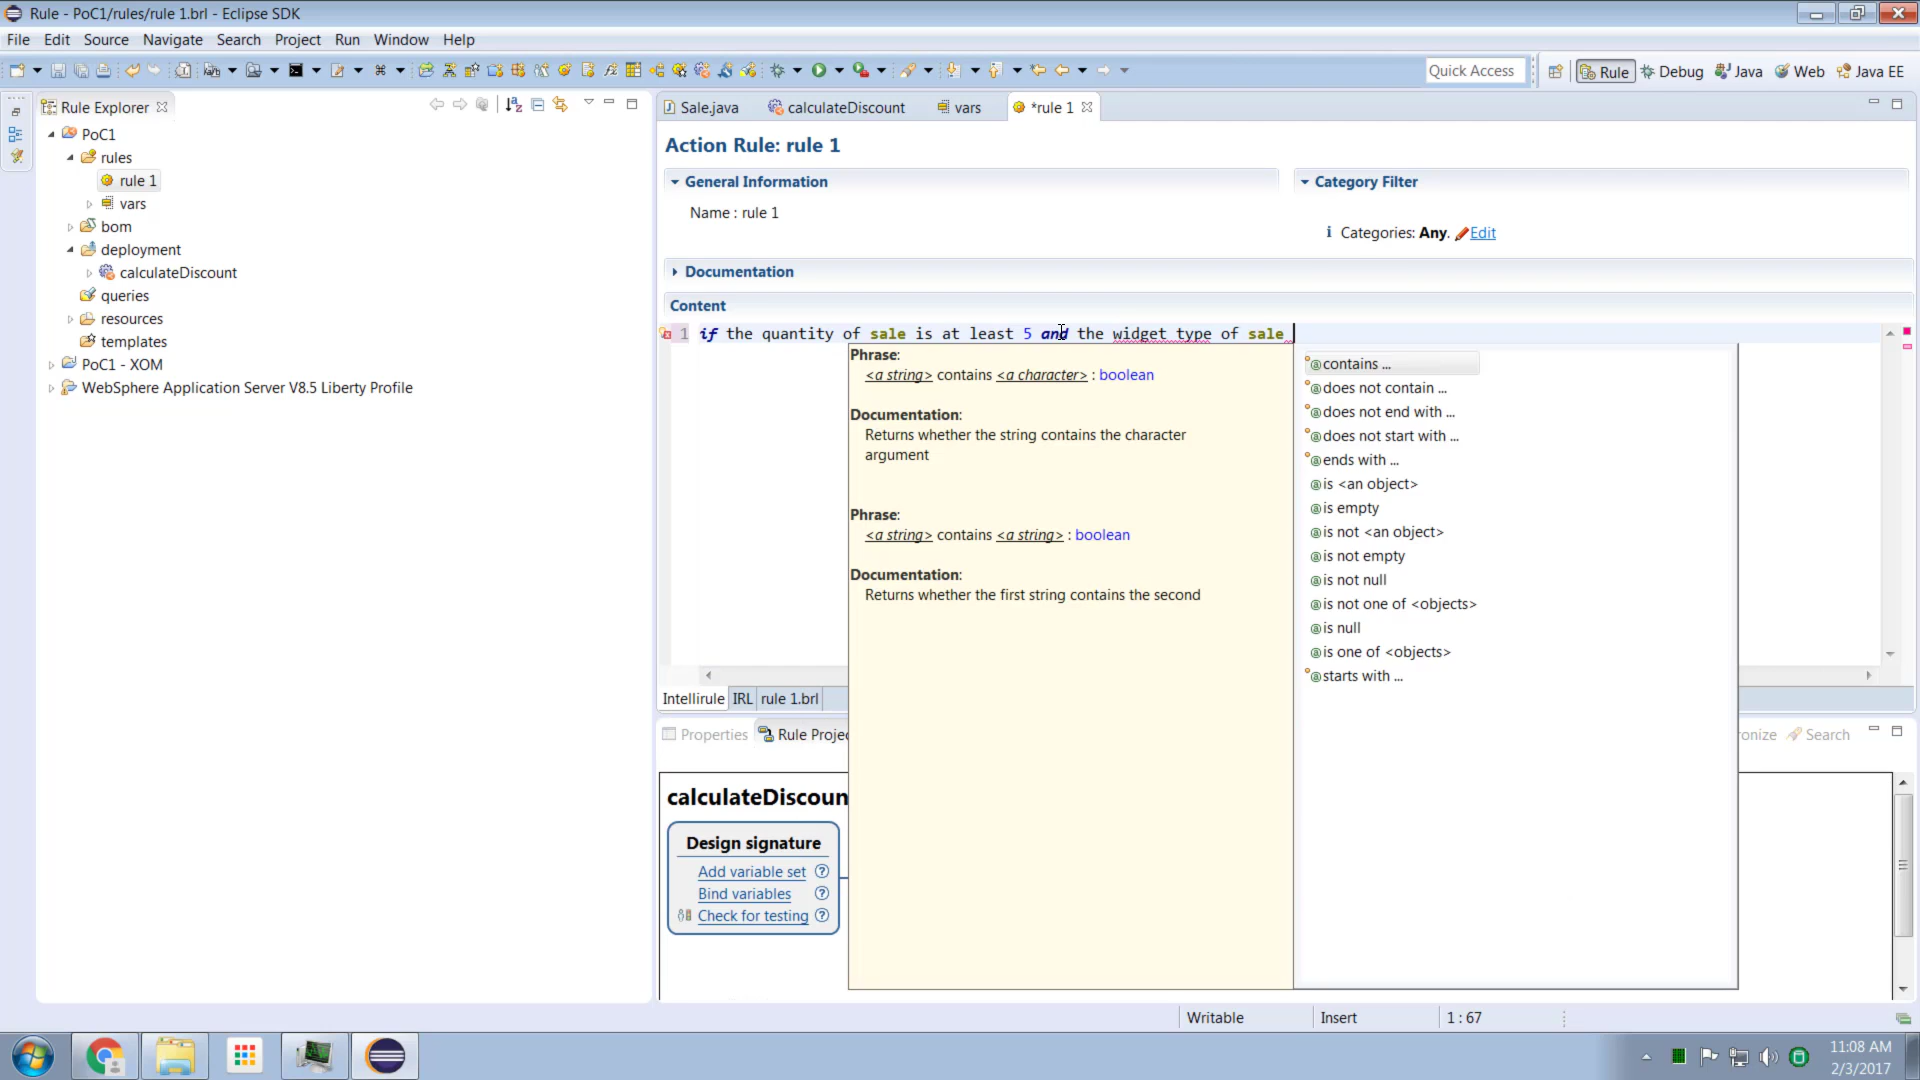 Rule - PoC1/rules/rule 1.brl - Eclipse SDK
File Edit Source Navigate Search Project Run Window Help
Quick Access
Rule Debug Java Web Java EE
Rule Explorer
PoC1
rules
rule 1
vars
bom
deployment
calculateDiscount
queries
resources
templates
PoC1 - XOM
WebSphere Application Server V8.5 Liberty Profile
Sale.java calculateDiscount vars *rule 1
Action Rule: rule 1
General Information
Name : rule 1
Category Filter
Categories: Any. Edit
Documentation
Content
1 if the quantity of sale is at least 5 and the widget type of sale
Phrase:
<a string> contains <a character> : boolean
Documentation:
Returns whether the string contains the character
argument
Phrase:
<a string> contains <a string> : boolean
Documentation:
Returns whether the first string contains the second
contains ...
does not contain ...
does not end with ...
does not start with ...
ends with ...
is <an object>
is empty
is not <an object>
is not empty
is not null
is not one of <objects>
is null
is one of <objects>
starts with ...
Intellirule IRL rule 1.brl
Properties Rule Projec
ronize Search
calculateDiscoun
Design signature
Add variable set
Bind variables
Check for testing
Writable Insert 1 : 67
11:08 AM
2/3/2017